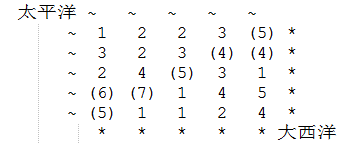 太平洋 ~ ~ ~ ~ ~
~ 1 2 2 3 (5) *
~ 3 2 3 (4) (4) *
~ 2 4 (5) 3 1 *
~ (6) (7) 1 4 5 *
~ (5) 1 1 2 4 *
* * * * * 大西洋